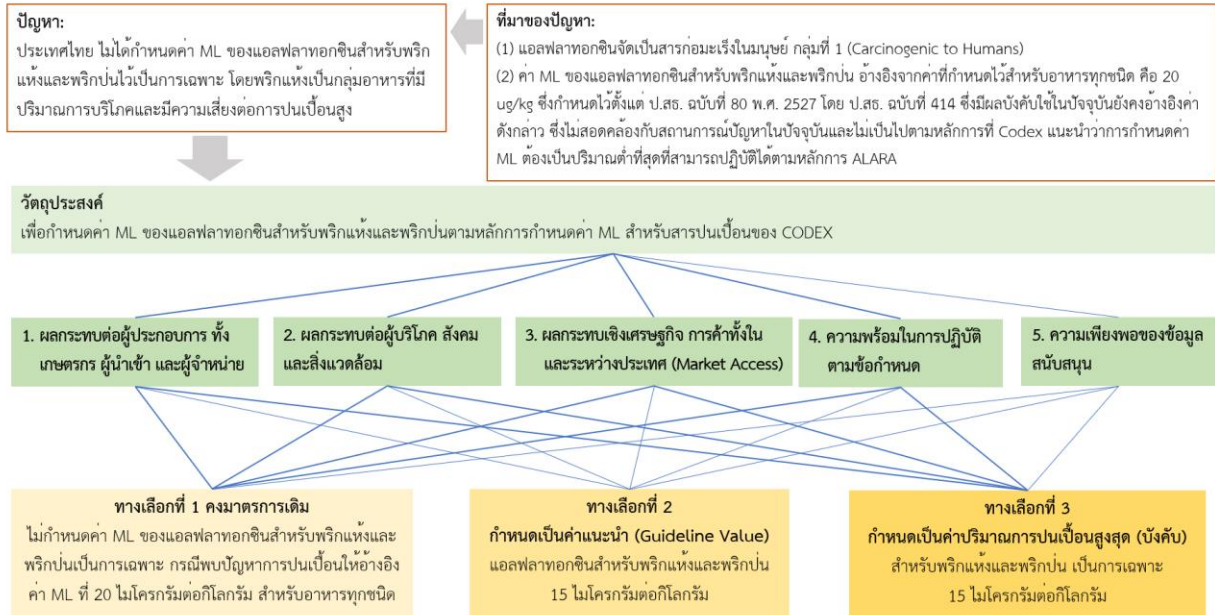 ปัญหา:
ประเทศไทย ไม่ได้กำหนดค่า ML ของแอลฟลาทอกซินสำหรับพริก
แห้งและพริกป่นไว้เป็นการเฉพาะ โดยพริกแห้งเป็นกลุ่มอาหารที่มี
ปริมาณการบริโภคและมีความเสี่ยงต่อการปนเปื้อนสูง
ที่มาของปัญหา:
(1) แอลฟลาทอกซินจัดเป็นสารก่อมะเร็งในมนุษย์ กลุ่มที่ 1 (Carcinogenic to Humans)
(2) ค่า ML ของแอลฟลาทอกซินสำหรับพริกแห้งและพริกป่น อ้างอิงจากค่าที่กำหนดไว้สำหรับอาหารทุกชนิด คือ 20
ug/kg ซึ่งกำหนดไว้ตั้งแต่ ป.สธ. ฉบับที่ 80 พ.ศ. 2527 โดย ป.สธ. ฉบับที่ 414 ซึ่งมีผลบังคับใช้ในปัจจุบันยังคงอ้างอิงค่า
ดังกล่าว ซึ่งไม่สอดคล้องกับสถานการณ์ปัญหาในปัจจุบันและไม่เป็นไปตามหลักการที่ Codex แนะนำว่าการกำหนดค่า
ML ต้องเป็นปริมาณต่ำที่สุดที่สามารถปฏิบัติได้ตามหลักการ ALARA
วัตถุประสงค์
เพื่อกำหนดค่า ML ของแอลฟลาทอกซินสำหรับพริกแห้งและพริกป่นตามหลักการกำหนดค่า ML สำหรับสารปนเปื้อนของ CODEX
1. ผลกระทบต่อผู้ประกอบการ ทั้ง
เกษตรกร ผู้นำเข้า และผู้จำหน่าย
2. ผลกระทบต่อผู้บริโภค สังคม
และสิ่งแวดล้อม
3. ผลกระทบเชิงเศรษฐกิจ การค้าทั้งใน
และระหว่างประเทศ (Market Access)
4. ความพร้อมในการปฏิบัติ
ตามข้อกำหนด
5. ความเพียงพอของข้อมูล
สนับสนุน
ทางเลือกที่ 1 คงมาตรการเดิม
ไม่กำหนดค่า ML ของแอลฟลาทอกซินสำหรับพริกแห้งและ
พริกป่นเป็นการเฉพาะ กรณีพบปัญหาการปนเปื้อนให้อ้างอิง
ค่า ML ที่ 20 ไมโครกรัมต่อกิโลกรัม สำหรับอาหารทุกชนิด
ทางเลือกที่ 2
กำหนดเป็นค่าแนะนำ (Guideline Value)
แอลฟลาทอกซินสำหรับพริกแห้งและพริกป่น
15 ไมโครกรัมต่อกิโลกรัม
ทางเลือกที่ 3
กำหนดเป็นค่าปริมาณการปนเปื้อนสูงสุด (บังคับ)
สำหรับพริกแห้งและพริกป่น เป็นการเฉพาะ
15 ไมโครกรัมต่อกิโลกรัม